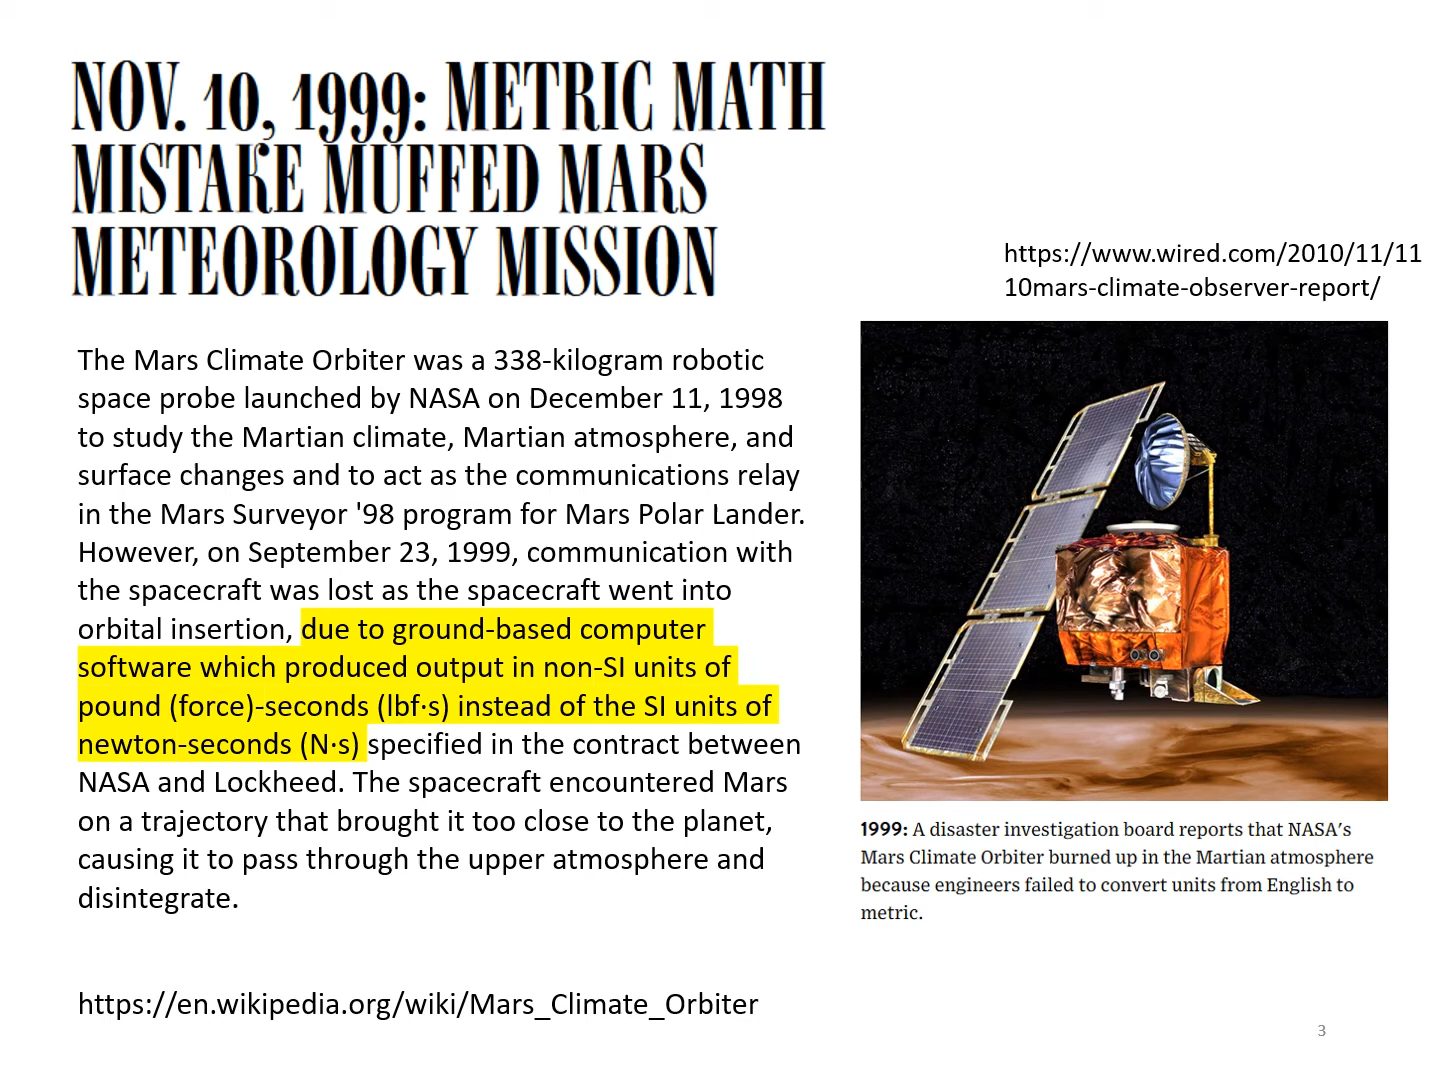 NOV. 10, 1999: METRIC MATH
MISTAKE MUFFED MARS
METEOROLOGY MISSION
https://www.wired.com/2010/11/11
10mars-climate-observer-report/
The Mars Climate Orbiter was a 338-kilogram robotic
space probe launched by NASA on December 11, 1998
to study the Martian climate, Martian atmosphere, and
surface changes and to act as the communications relay
in the Mars Surveyor '98 program for Mars Polar Lander.
However, on September 23, 1999, communication with
the spacecraft was lost as the spacecraft went into
orbital insertion, due to ground-based computer
software which produced output in non-SI units of
pound (force)-seconds (lbf·s) instead of the SI units of
newton-seconds (N·s) specified in the contract between
NASA and Lockheed. The spacecraft encountered Mars
on a trajectory that brought it too close to the planet,
causing it to pass through the upper atmosphere and
disintegrate.
1999: A disaster investigation board reports that NASA's
Mars Climate Orbiter burned up in the Martian atmosphere
because engineers failed to convert units from English to
metric.
https://en.wikipedia.org/wiki/Mars_Climate_Orbiter
3